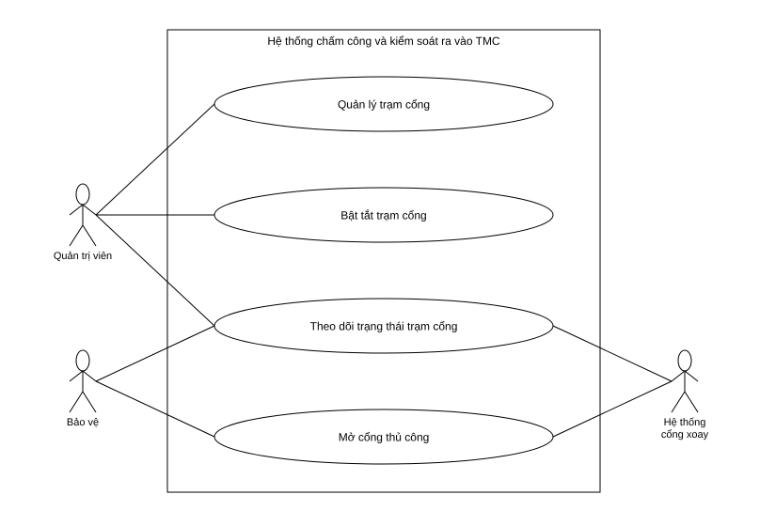 Hệ thống chấm công và kiểm soát ra vào TMC
Quản lý trạm cổng
Bật tắt trạm cổng
Quản trị viên
Theo dõi trạng thái trạm cổng
Bảo vệ
Hệ thống
cổng xoay
Mở cổng thủ công